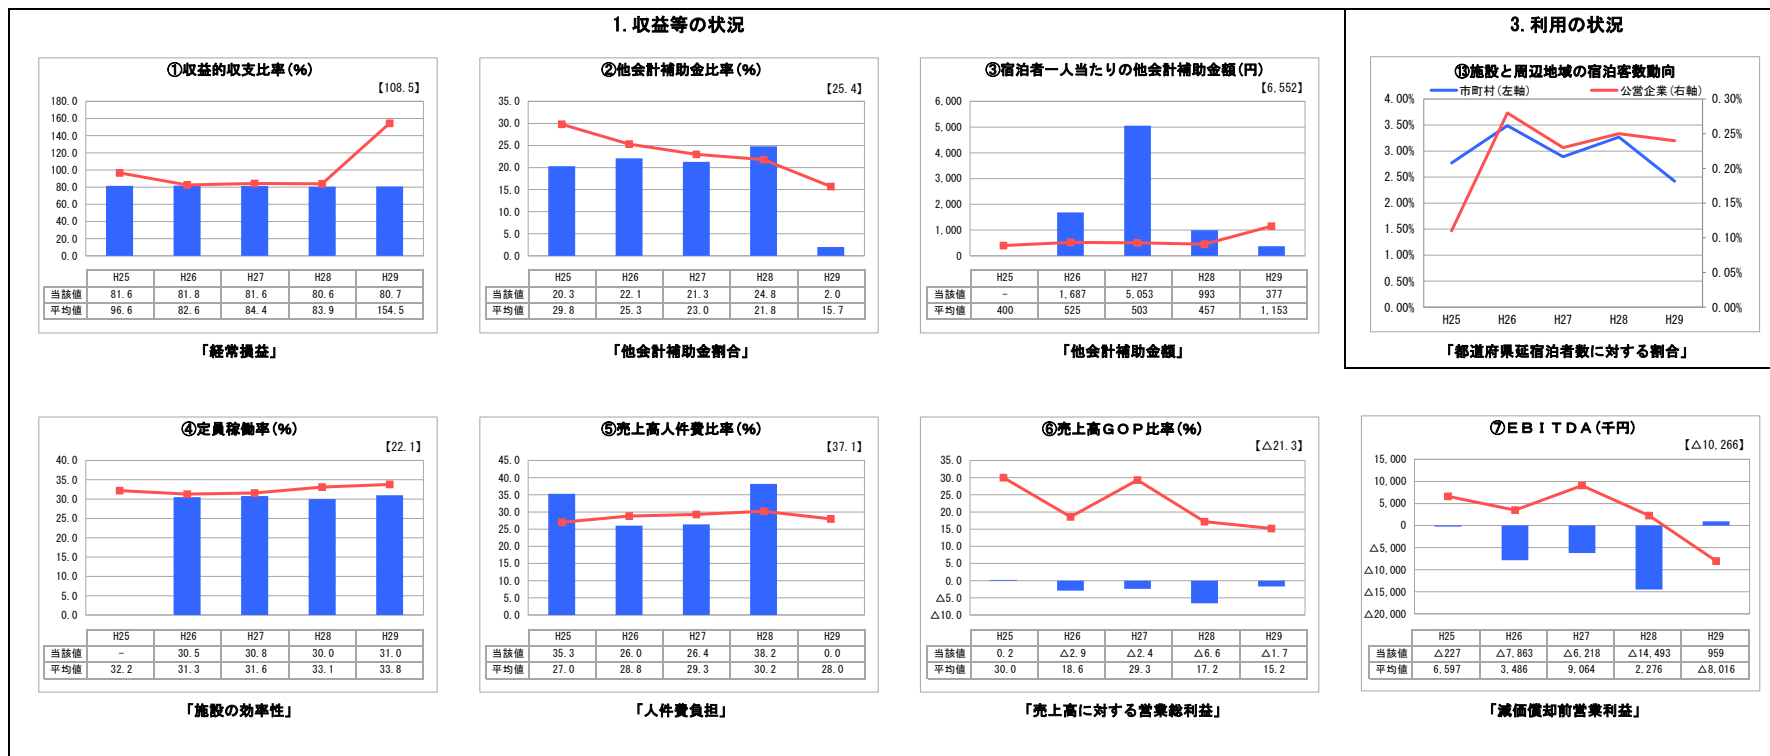 1. 収益等の状況
3. 利用の状況
①収益的収支比率(%)
【108.5】
180.0
160.0
140.0
120.0
100.0
80.0
60.0
40.0
20.0
0.0
H25 H26 H27 H28 H29
当該値 81.6 81.8 81.6 80.6 80.7
平均値 96.6 82.6 84.4 83.9 154.5
「経常損益」
②他会計補助金比率(%)
【25.4】
35.0
30.0
25.0
20.0
15.0
10.0
5.0
0.0
H25 H26 H27 H28 H29
当該値 20.3 22.1 21.3 24.8 2.0
平均値 29.8 25.3 23.0 21.8 15.7
「他会計補助金割合」
③宿泊者一人当たりの他会計補助金額(円)
【6,552】
6,000
5,000
4,000
3,000
2,000
1,000
0
H25 H26 H27 H28 H29
当該値 - 1,687 5,053 993 377
平均値 400 525 503 457 1,153
「他会計補助金額」
⑬施設と周辺地域の宿泊客数動向
市町村(左軸) 公営企業(右軸)
4.00%
3.50%
3.00%
2.50%
2.00%
1.50%
1.00%
0.50%
0.00%
0.30%
0.25%
0.20%
0.15%
0.10%
0.05%
0.00%
H25 H26 H27 H28 H29
「都道府県延宿泊者数に対する割合」
④定員稼働率(%)
【22.1】
40.0
35.0
30.0
25.0
20.0
15.0
10.0
5.0
0.0
H25 H26 H27 H28 H29
当該値 - 30.5 30.8 30.0 31.0
平均値 32.2 31.3 31.6 33.1 33.8
「施設の効率性」
⑤売上高人件費比率(%)
【37.1】
45.0
40.0
35.0
30.0
25.0
20.0
15.0
10.0
5.0
0.0
H25 H26 H27 H28 H29
当該値 35.3 26.0 26.4 38.2 0.0
平均値 27.0 28.8 29.3 30.2 28.0
「人件費負担」
⑥売上高GOP比率(%)
【△21.3】
35.0
30.0
25.0
20.0
15.0
10.0
5.0
0.0
△5.0
△10.0
H25 H26 H27 H28 H29
当該値 0.2 △2.9 △2.4 △6.6 △1.7
平均値 30.0 18.6 29.3 17.2 15.2
「売上高に対する営業総利益」
⑦EBITDA(千円)
【△10,266】
15,000
10,000
5,000
0
△5,000
△10,000
△15,000
△20,000
H25 H26 H27 H28 H29
当該値 △227 △7,863 △6,218 △14,493 959
平均値 6,597 3,486 9,064 2,276 △8,016
「減価償却前営業利益」